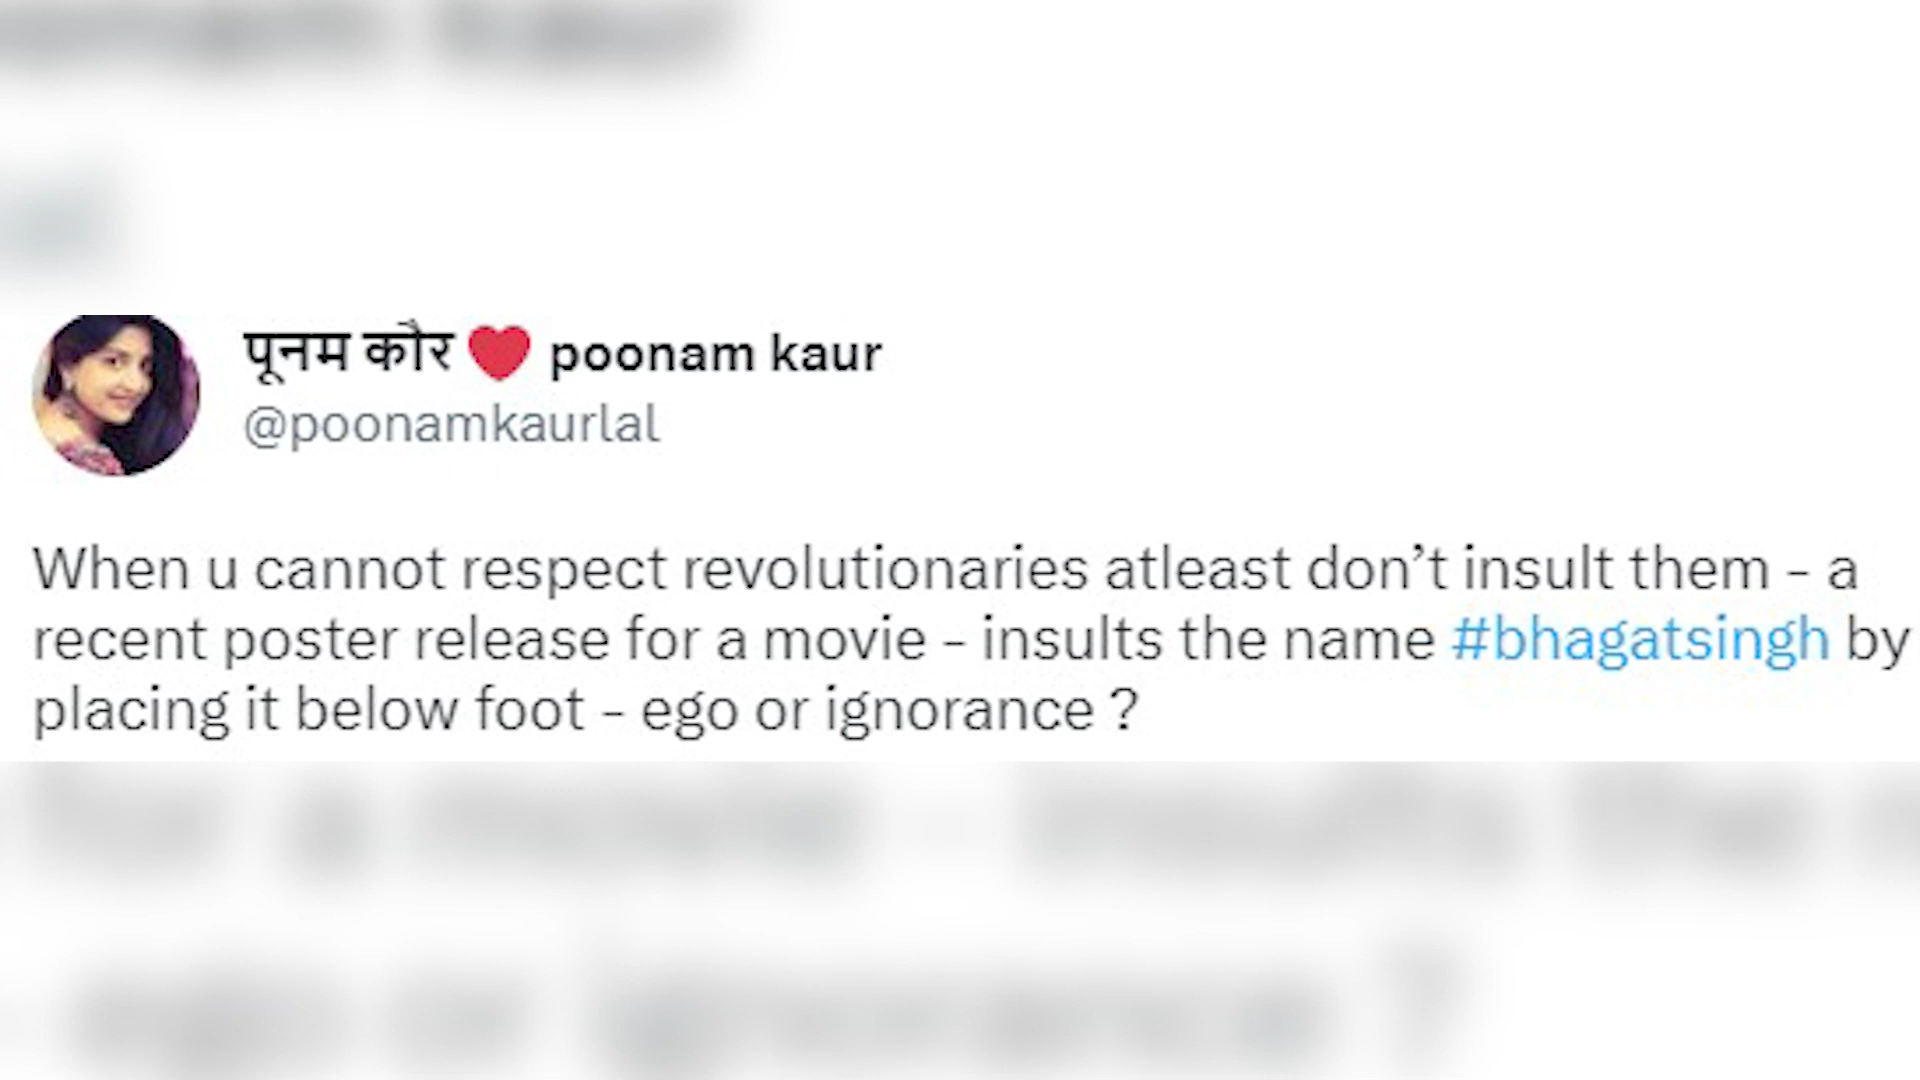 पूनम कौर ❤️ poonam kaur
@poonamkaurlal
When u cannot respect revolutionaries atleast don’t insult them - a
recent poster release for a movie - insults the name #bhagatsingh by
placing it below foot - ego or ignorance ?